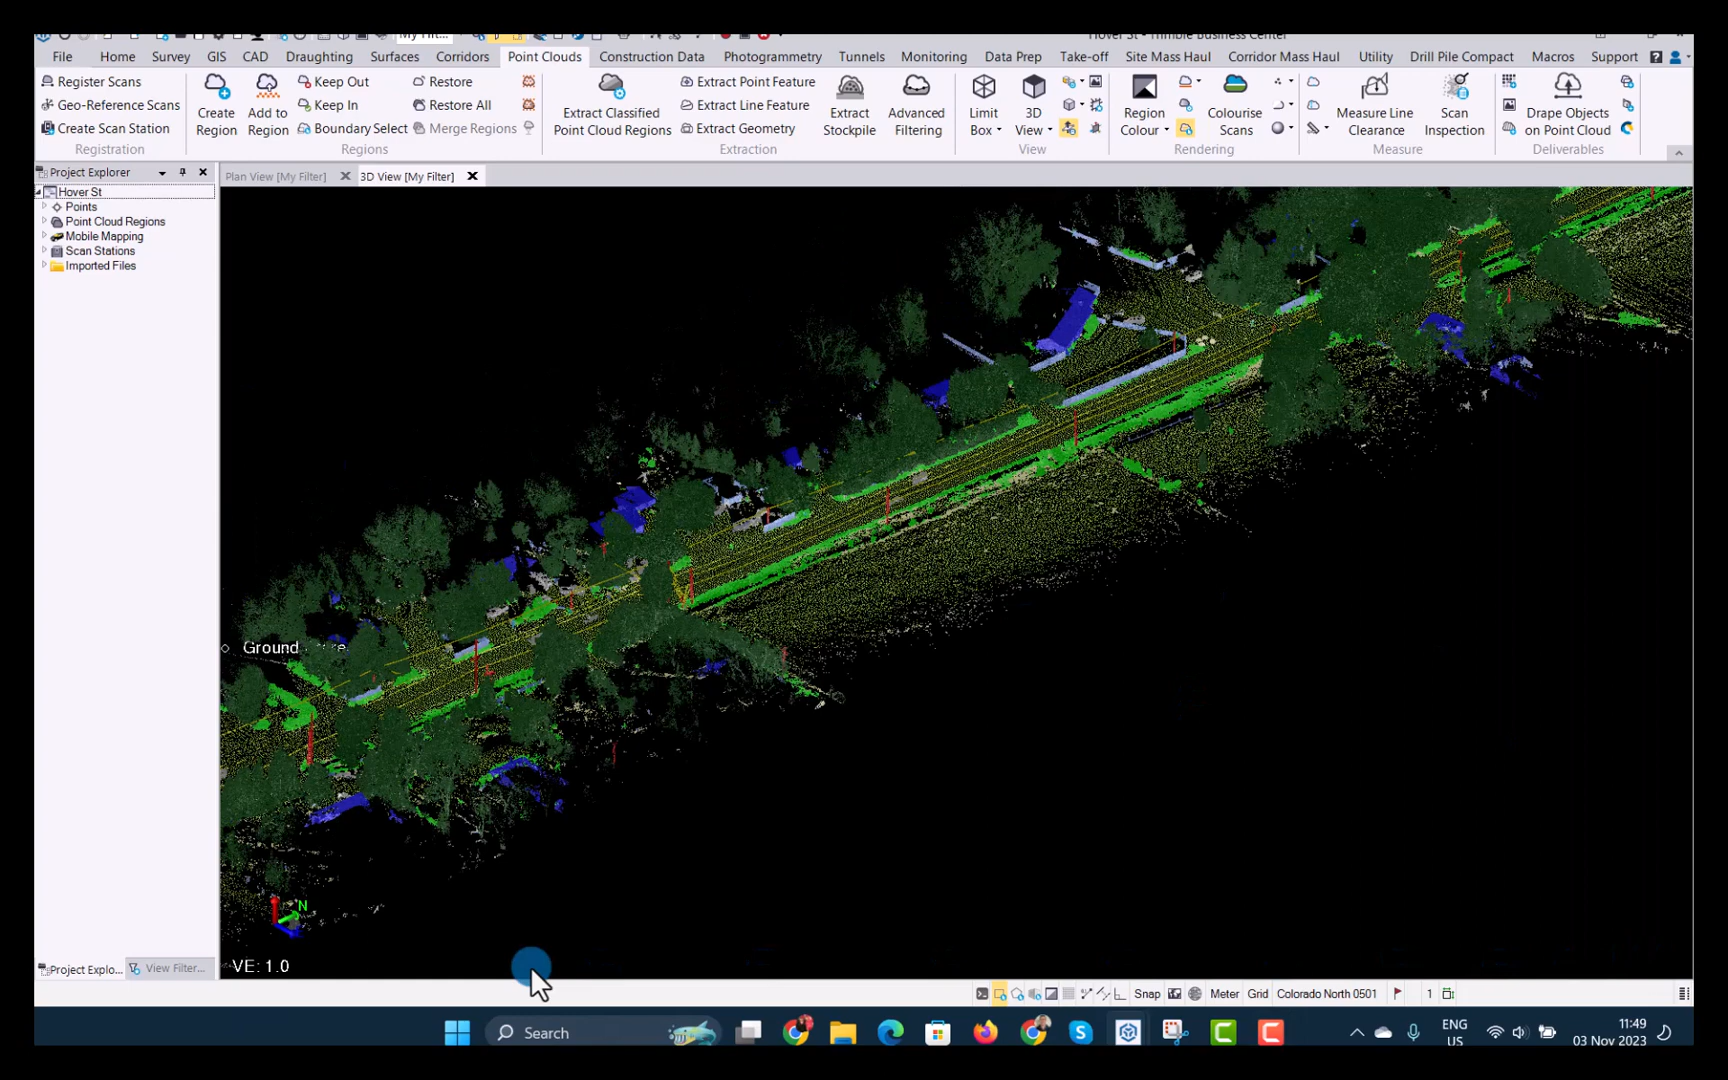 My Filt...
Hover St - Trimble Business Center
File Home Survey GIS CAD Draughting Surfaces Corridors Point Clouds Construction Data Photogrammetry Tunnels Monitoring Data Prep Take-off Site Mass Haul Corridor Mass Haul Utility Drill Pile Compact Macros Support
Register Scans
Geo-Reference Scans
Create Scan Station
Registration
Create Region
Add to Region
Keep Out
Keep In
Boundary Select
Restore
Restore All
Merge Regions
Regions
Extract Classified
Point Cloud Regions
Extract Point Feature
Extract Line Feature
Extract Geometry
Extract Stockpile
Advanced Filtering
Extraction
Limit Box
3D View
View
Region Colour
Colourise Scans
Rendering
Measure Line Clearance
Scan Inspection
Measure
Drape Objects
on Point Cloud
Deliverables
Project Explorer
Plan View [My Filter]
3D View [My Filter]
Hover St
Points
Point Cloud Regions
Mobile Mapping
Scan Stations
Imported Files
Ground
N
VE: 1.0
Project Explo...
View Filter...
Snap Meter Grid Colorado North 0501 1
Search
ENG
US
11:49
03 Nov 2023